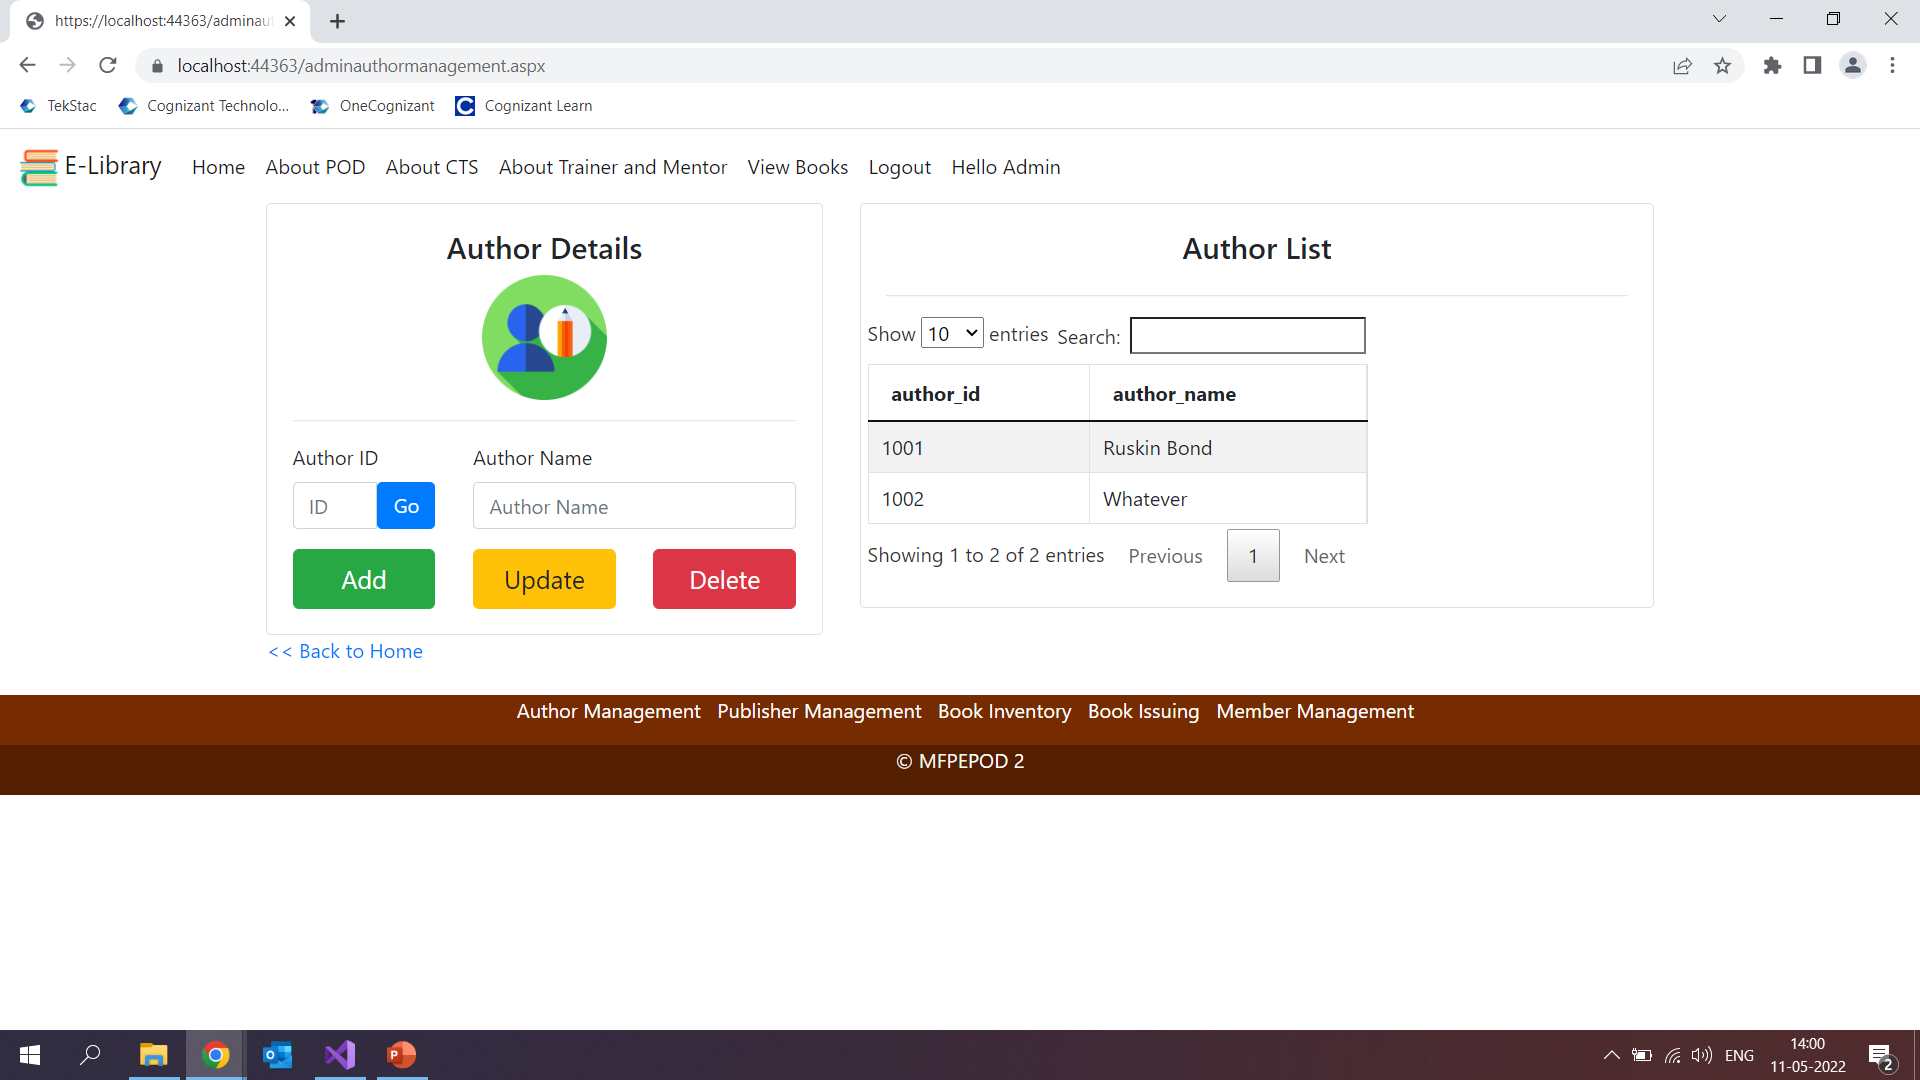 https://localhost:44363/adminaut
localhost:44363/adminauthormanagement.aspx
TekStac Cognizant Technolo... OneCognizant Cognizant Learn
E-Library Home About POD About CTS About Trainer and Mentor View Books Logout Hello Admin
Author Details
Author ID Author Name
ID Go Author Name
Add Update Delete
<< Back to Home
Author List
Show 10 entries Search:
author_id author_name
1001 Ruskin Bond
1002 Whatever
Showing 1 to 2 of 2 entries Previous 1 Next
Author Management Publisher Management Book Inventory Book Issuing Member Management
© MFPEPOD 2
ENG
14:00
11-05-2022
2